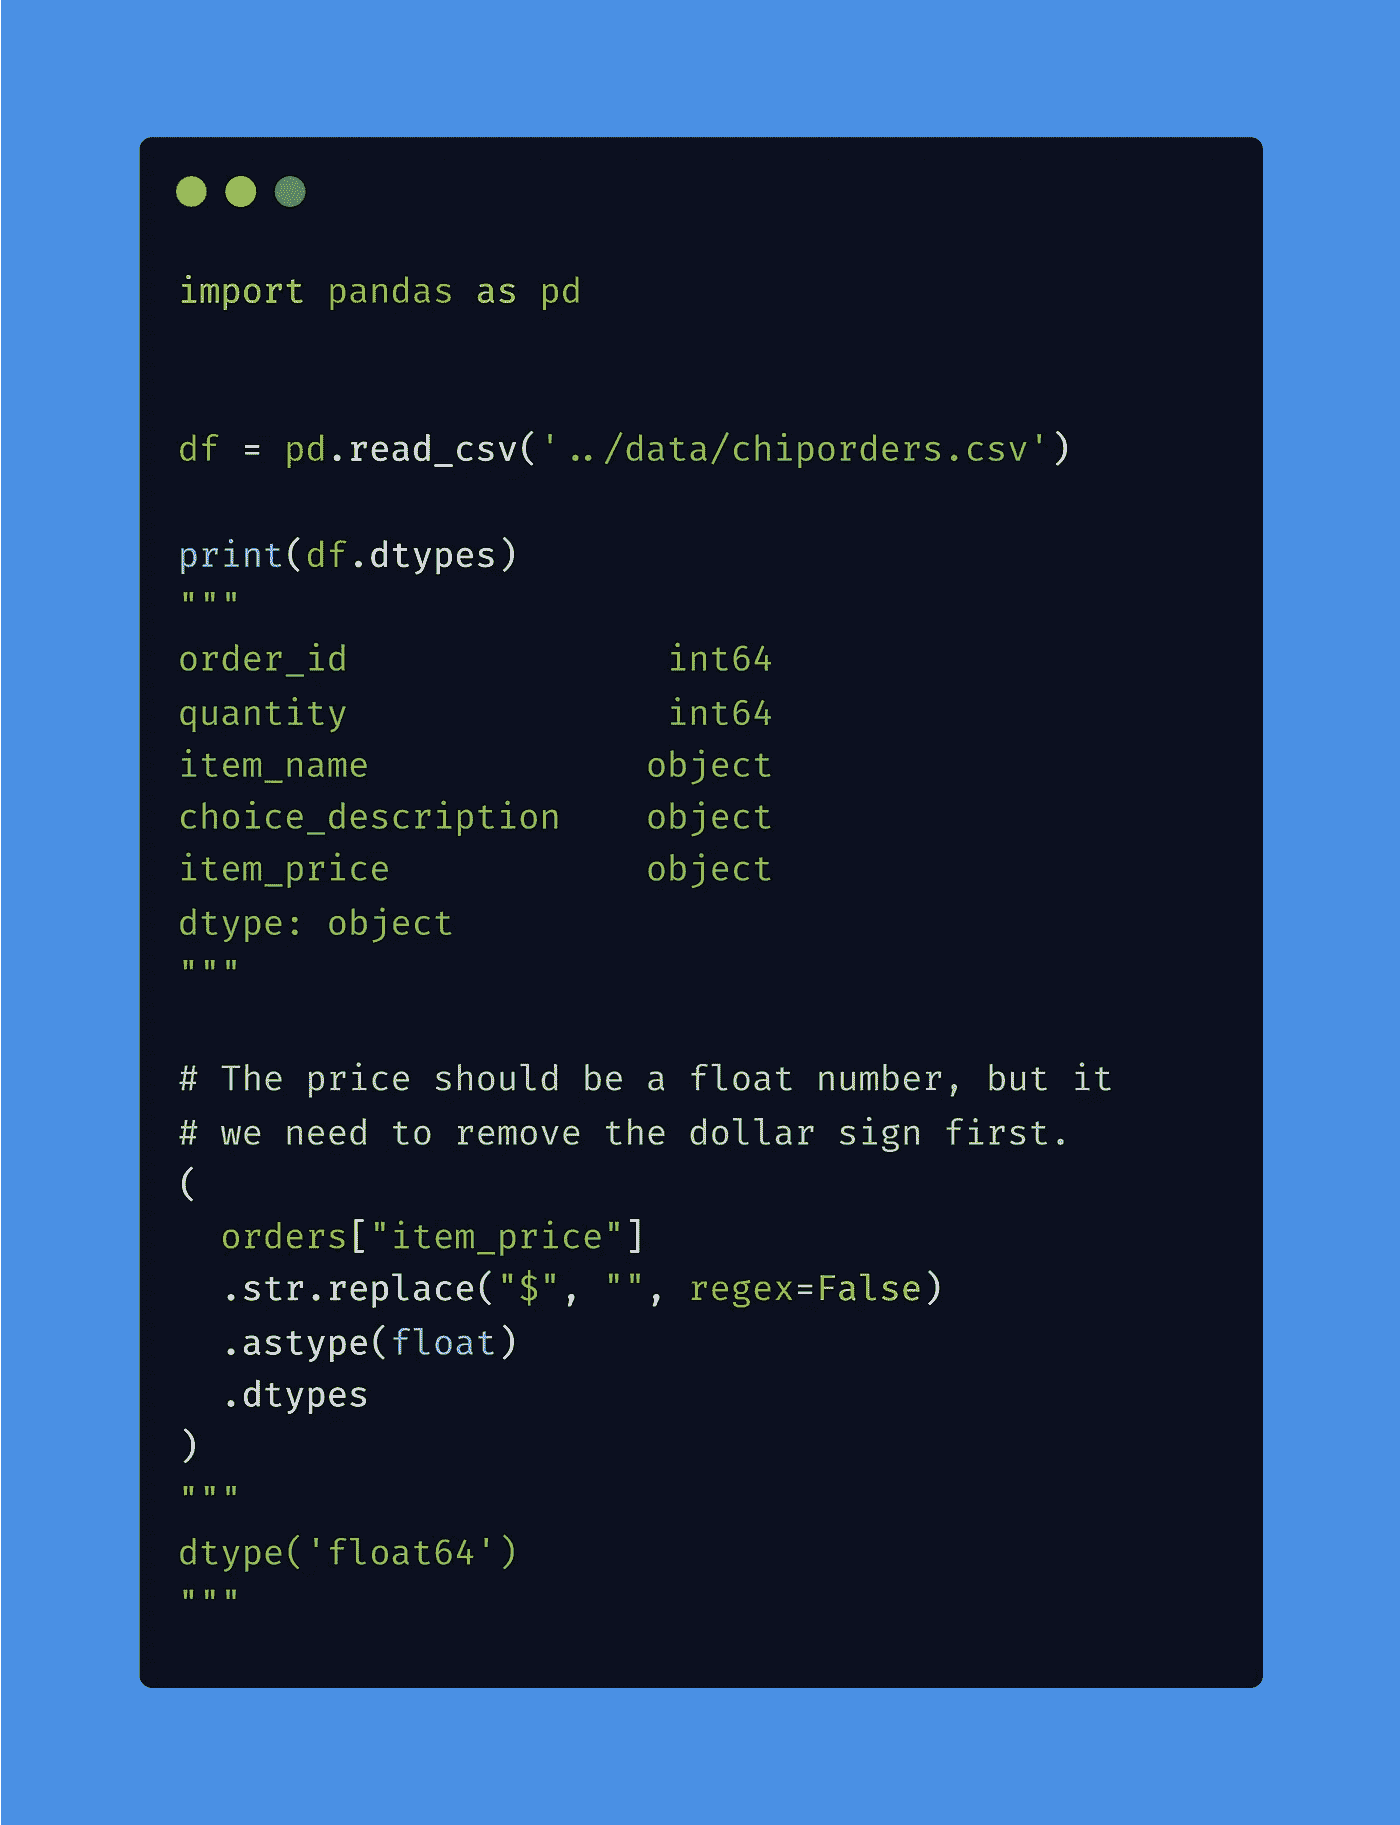 import pandas as pd
df = pd.read_csv('../data/chiporders.csv')
print(df.dtypes)
"""
order_id               int64
quantity               int64
item_name             object
choice_description    object
item_price            object
dtype: object
"""
# The price should be a float number, but it
# we need to remove the dollar sign first.
(
  orders["item_price"]
  .str.replace("$", "", regex=False)
  .astype(float)
  .dtypes
)
"""
dtype('float64')
"""